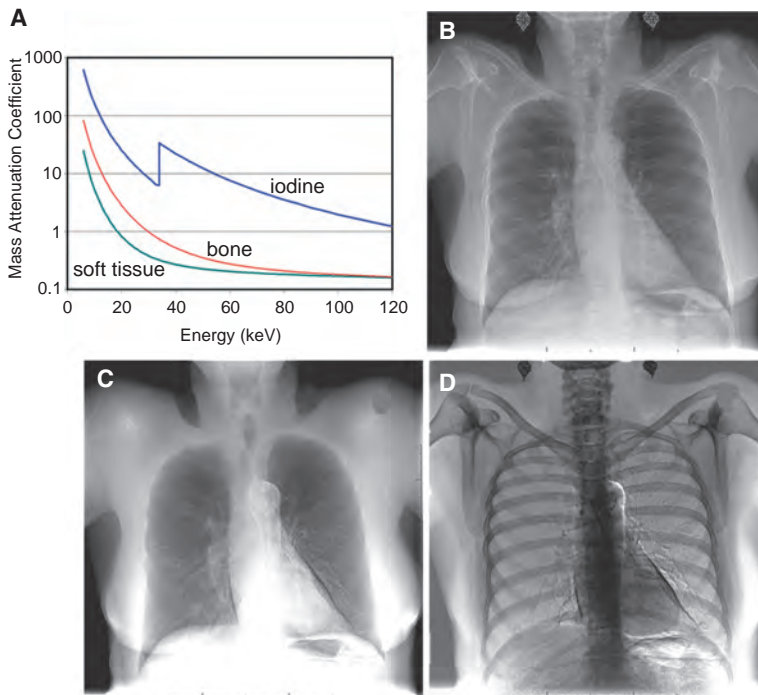 A
1000
100
10
1
0.1
Mass Attenuation Coefficient
iodine
bone
soft tissue
0 20 40 60 80 100 120
Energy (keV)
B
C
D